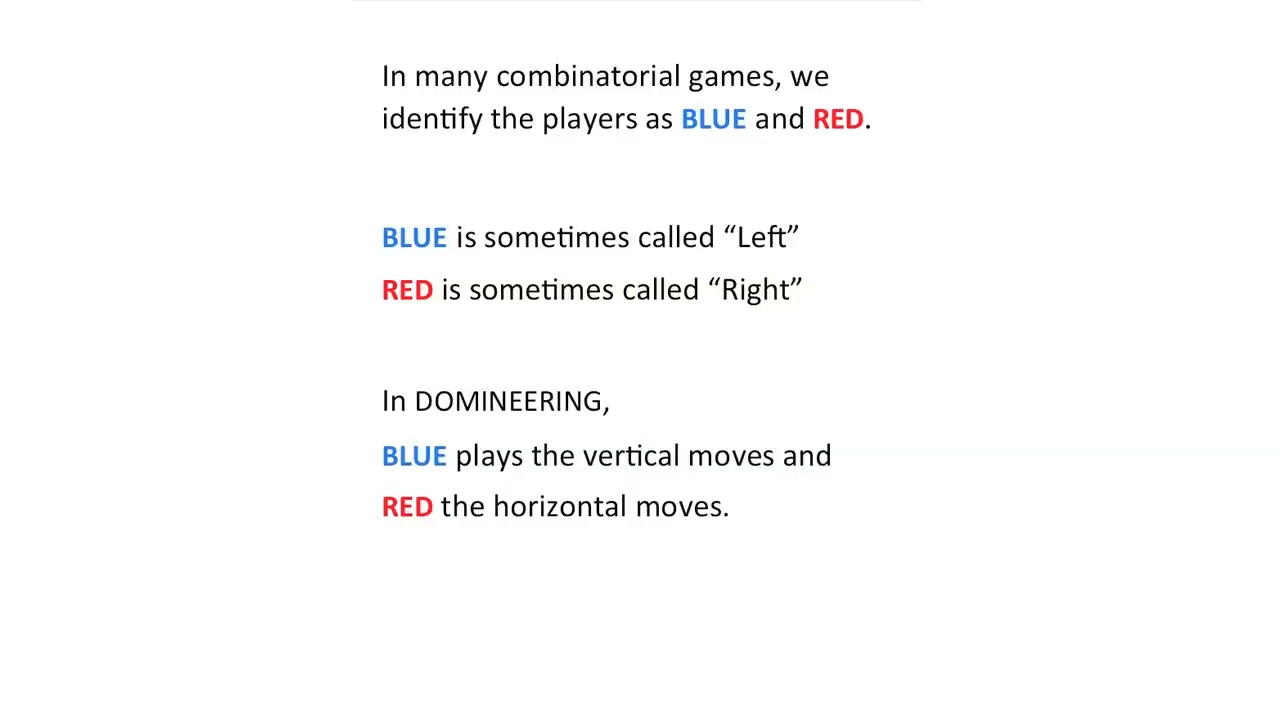 In many combinatorial games, we
identify the players as BLUE and RED.
BLUE is sometimes called “Left”
RED is sometimes called “Right”
In DOMINEERING,
BLUE plays the vertical moves and
RED the horizontal moves.